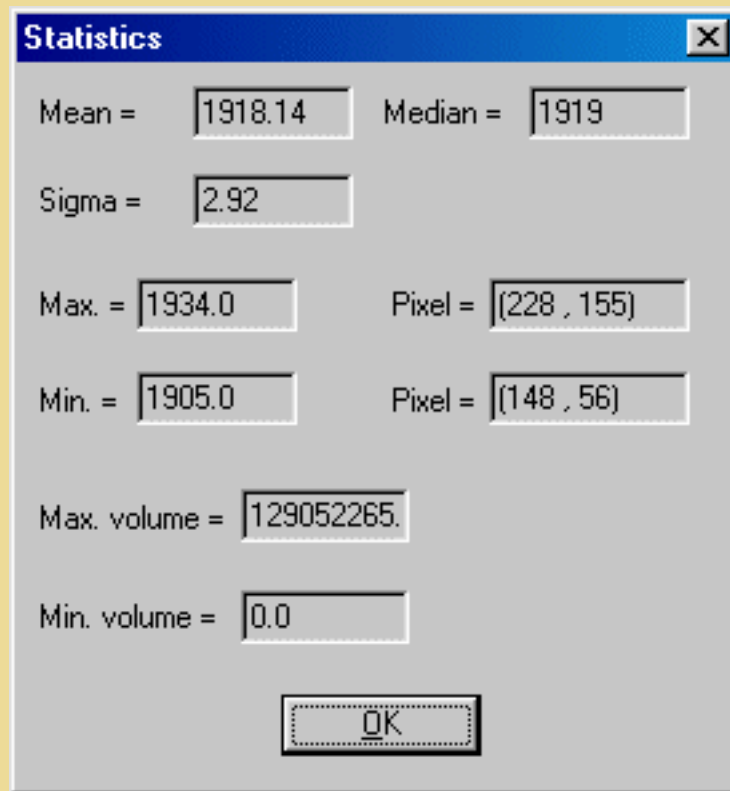 Statistics
Mean = 1918.14 Median = 1919
Sigma = 2.92
Max. = 1934.0 Pixel = (228 , 155)
Min. = 1905.0 Pixel = (148 , 56)
Max. volume = 129052265.
Min. volume = 0.0
OK